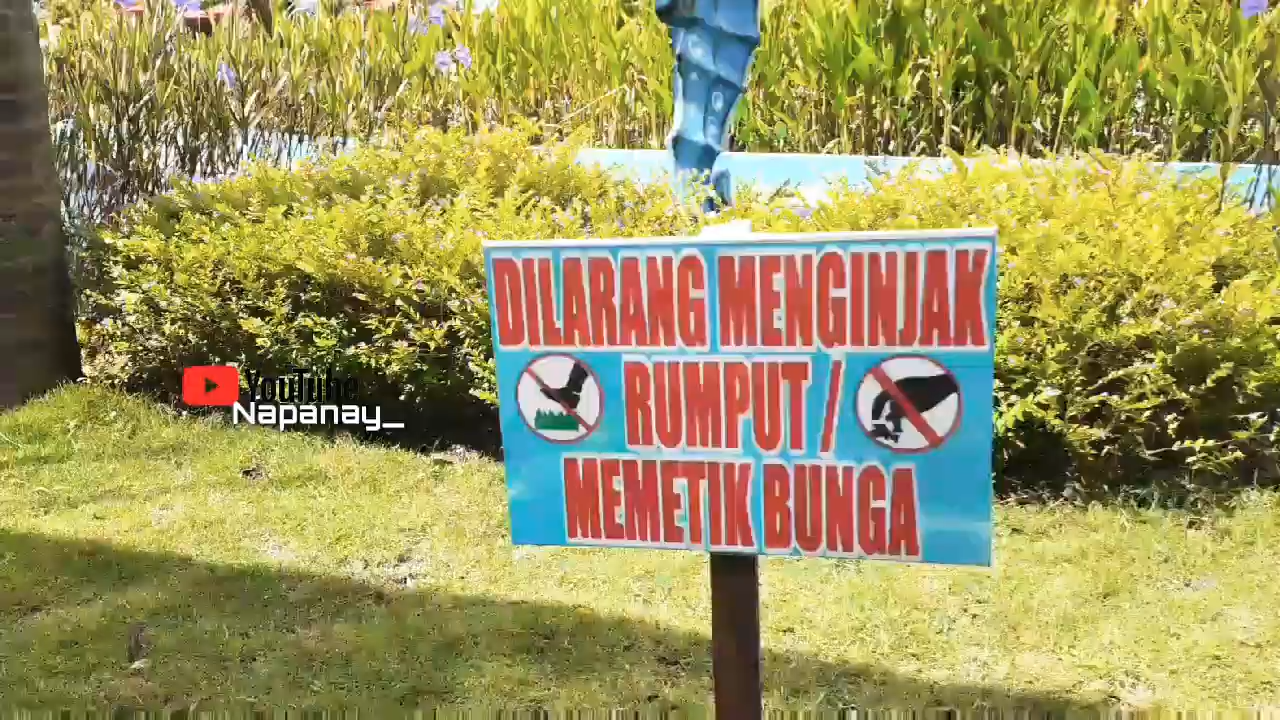 DILARANG MENGINJAK
RUMPUT /
MEMETIK BUNGA
YouTube
Napanay_